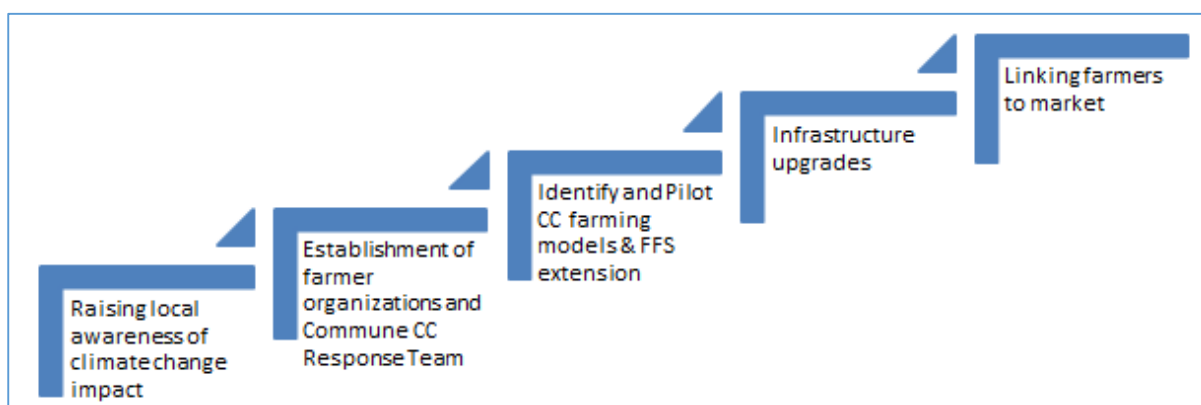 Raising local
awareness of
climate change
impact
Establishment of
farmer
organizations and
Commune CC
Response Team
Identify and Pilot
CC farming
models & FFS
extension
Infrastructure
upgrades
Linking farmers
to market